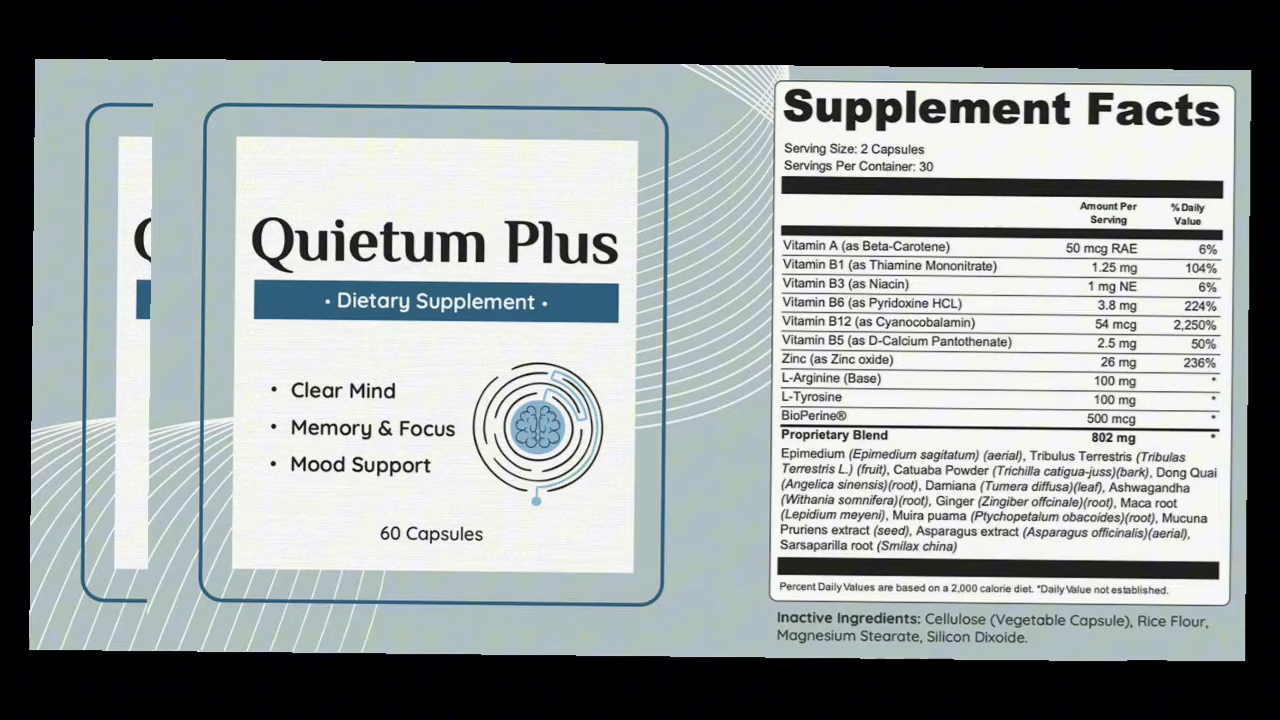 Q
Quietum Plus
• Dietary Supplement •
• Clear Mind
• Memory & Focus
• Mood Support
60 Capsules
Supplement Facts
Serving Size: 2 Capsules
Servings Per Container: 30
Amount Per Serving % Daily Value
Vitamin A (as Beta-Carotene) 50 mcg RAE 6%
Vitamin B1 (as Thiamine Mononitrate) 1.25 mg 104%
Vitamin B3 (as Niacin) 1 mg NE 6%
Vitamin B6 (as Pyridoxine HCL) 3.8 mg 224%
Vitamin B12 (as Cyanocobalamin) 54 mcg 2,250%
Vitamin B5 (as D-Calcium Pantothenate) 2.5 mg 50%
Zinc (as Zinc oxide) 26 mg 236%
L-Arginine (Base) 100 mg *
L-Tyrosine 100 mg *
BioPerine® 500 mcg *
Proprietary Blend 802 mg *
Epimedium (Epimedium sagitatum) (aerial), Tribulus Terrestris (Tribulas
Terrestris L.) (fruit), Catuaba Powder (Trichilla catigua-juss)(bark), Dong Quai
(Angelica sinensis)(root), Damiana (Tumera diffusa)(leaf), Ashwagandha
(Withania somnifera)(root), Ginger (Zingiber offcinale)(root), Maca root
(Lepidium meyeni), Muira puama (Ptychopetalum obacoides)(root), Mucuna
Pruriens extract (seed), Asparagus extract (Asparagus officinalis)(aerial),
Sarsaparilla root (Smilax china)
Percent Daily Values are based on a 2,000 calorie diet. *Daily Value not established.
Inactive Ingredients: Cellulose (Vegetable Capsule), Rice Flour,
Magnesium Stearate, Silicon Dixoide.